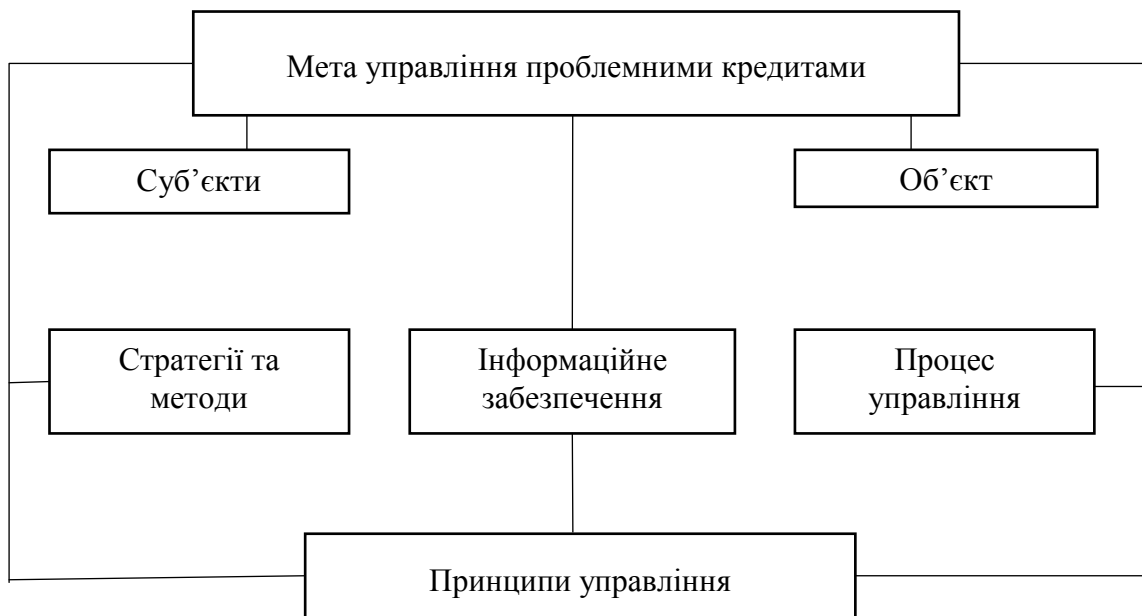 Мета управління проблемними кредитами
Суб’єкти
Об’єкт
Стратегії та
методи
Інформаційне
забезпечення
Процес
управління
Принципи управління